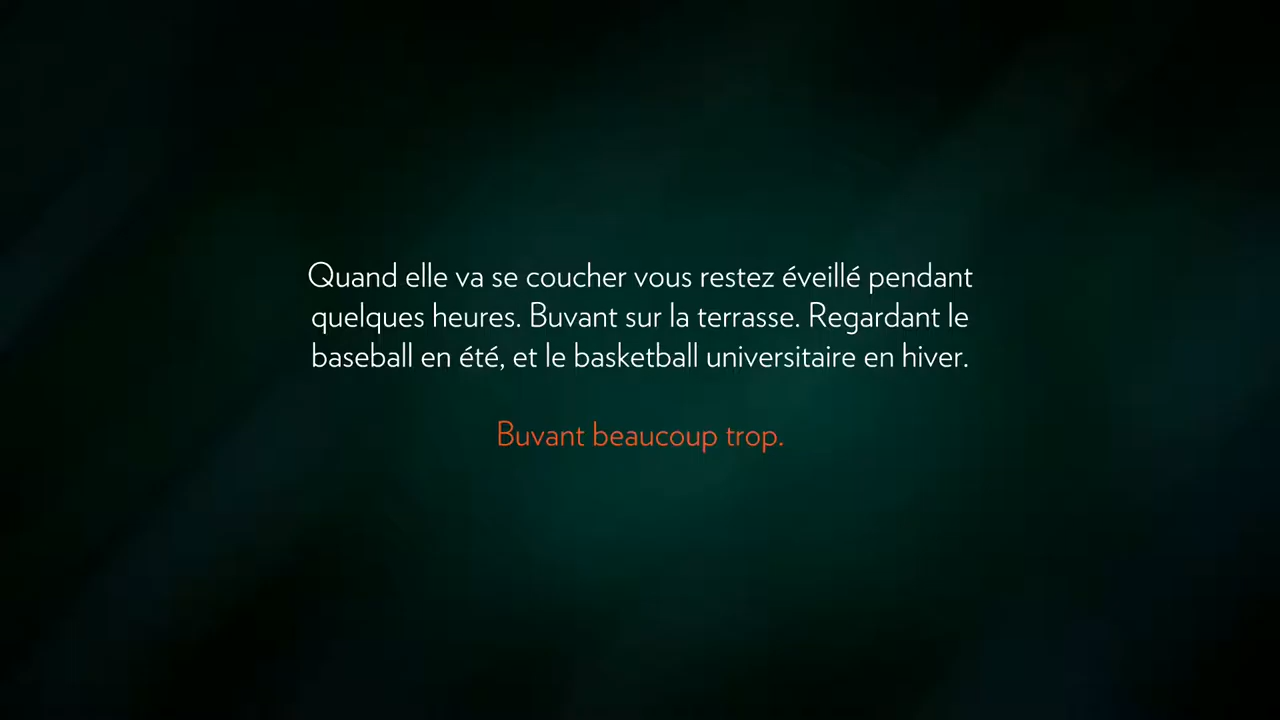 Quand elle va se coucher vous restez éveillé pendant
quelques heures. Buvant sur la terrasse. Regardant le
baseball en été, et le basketball universitaire en hiver.
Buvant beaucoup trop.